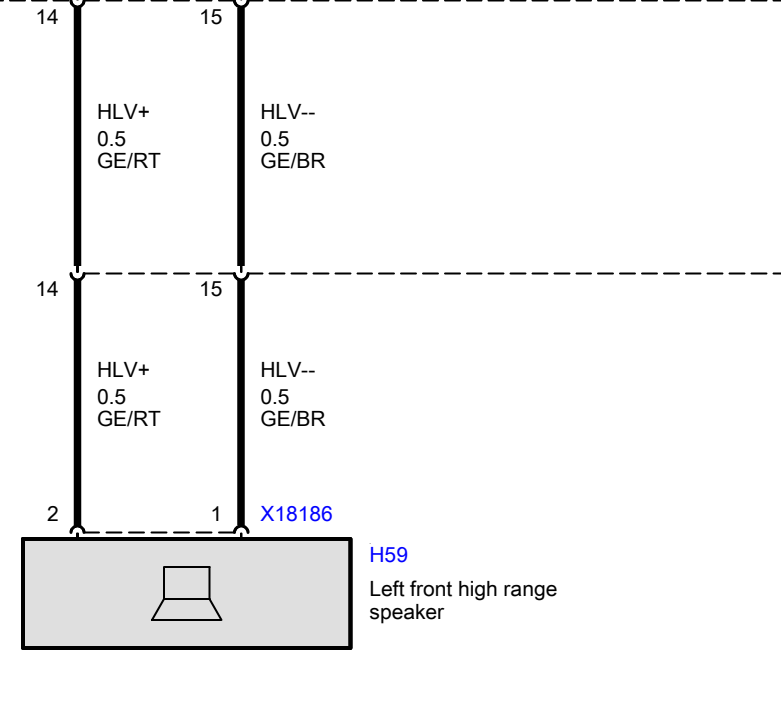 14
15
HLV+
0.5
GE/RT
HLV--
0.5
GE/BR
14
15
HLV+
0.5
GE/RT
HLV--
0.5
GE/BR
2
1
X18186
H59
Left front high range
speaker